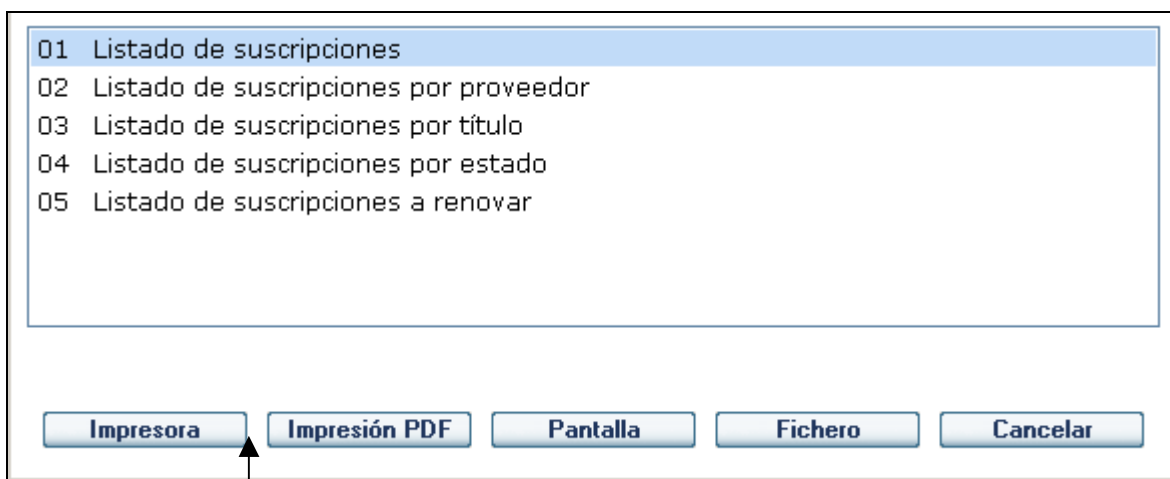 01 Listado de suscripciones
02 Listado de suscripciones por proveedor
03 Listado de suscripciones por título
04 Listado de suscripciones por estado
05 Listado de suscripciones a renovar
Impresora Impresión PDF Pantalla Fichero Cancelar